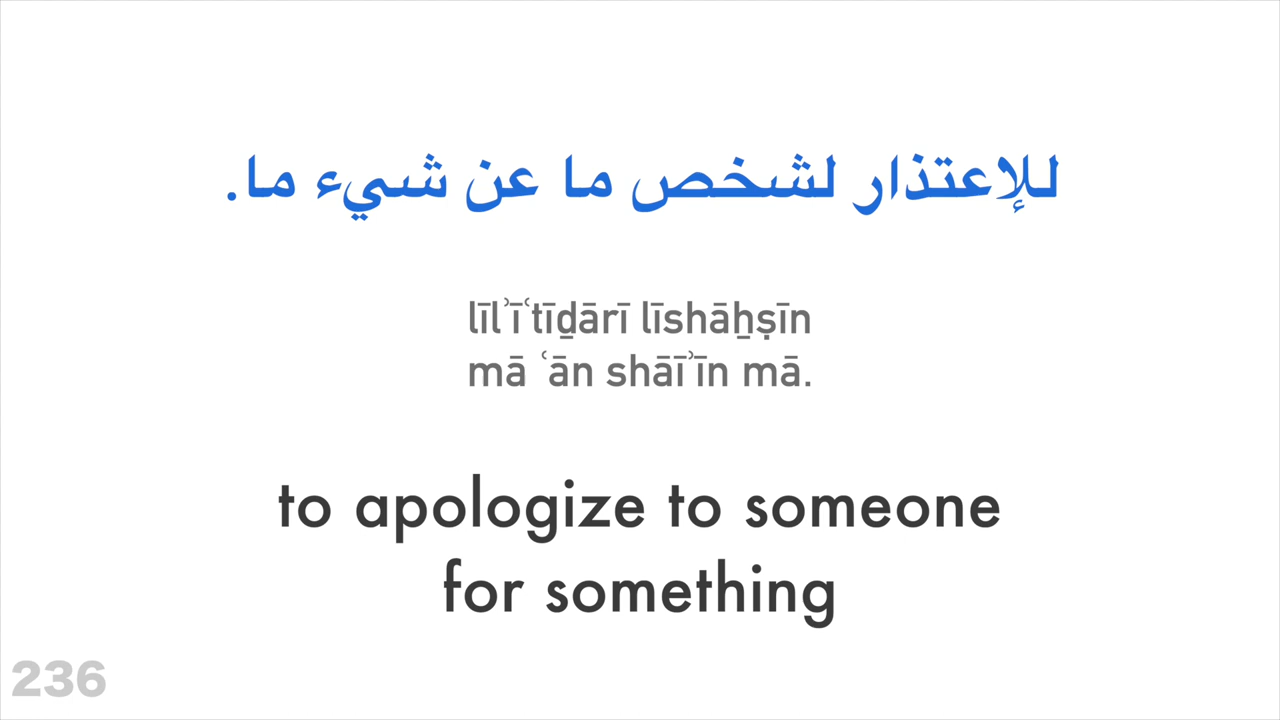 للإعتذار لشخص ما عن شيء ما.
līlʾīʿtīḏārī līshāẖṣīn
mā ʿān shāīʾīn mā.
to apologize to someone
for something
236